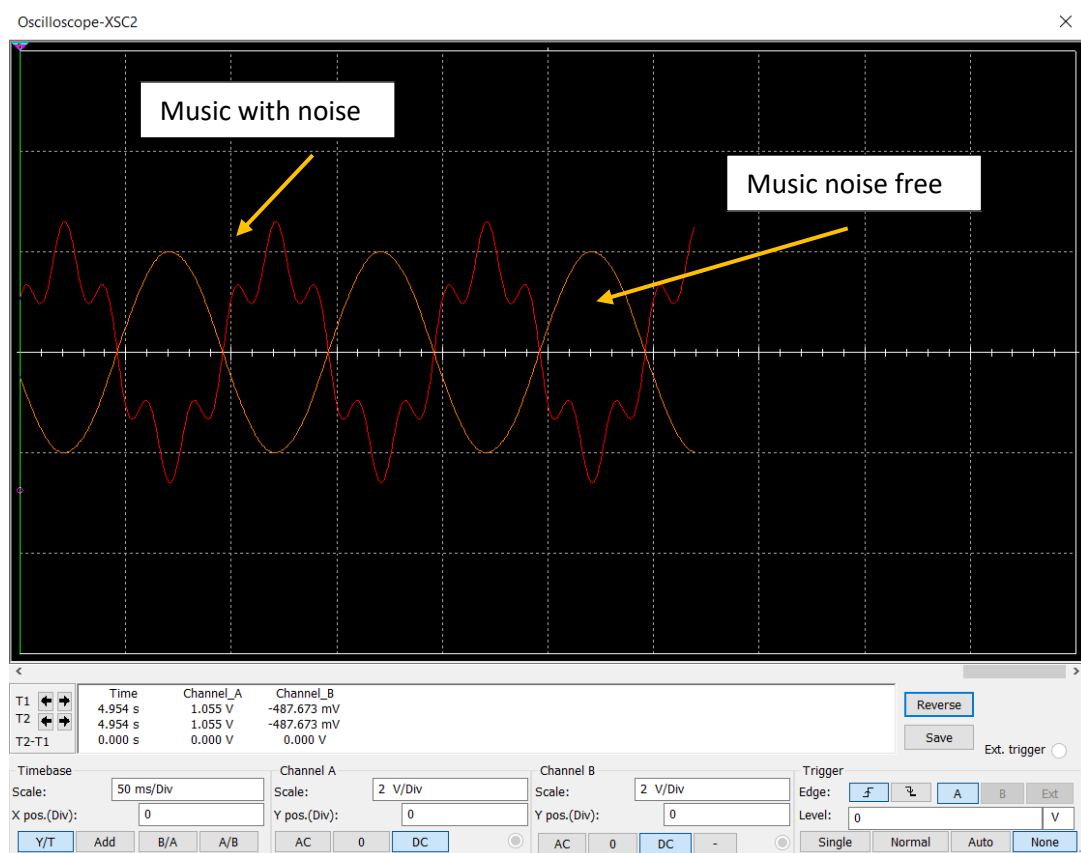 Oscilloscope-XSC2
Music with noise
Music noise free
Time Channel_A Channel_B
T1 4.954 s 1.055 V -487.673 mV
T2 4.954 s 1.055 V -487.673 mV
T2-T1 0.000 s 0.000 V 0.000 V
Reverse
Save
Ext. trigger
Timebase
Scale: 50 ms/Div
X pos.(Div): 0
Y/T Add B/A A/B
Channel A
Scale: 2 V/Div
Y pos.(Div): 0
AC 0 DC
Channel B
Scale: 2 V/Div
Y pos.(Div): 0
AC 0 DC -
Trigger
Edge: A B Ext
Level: 0 V
Single Normal Auto None